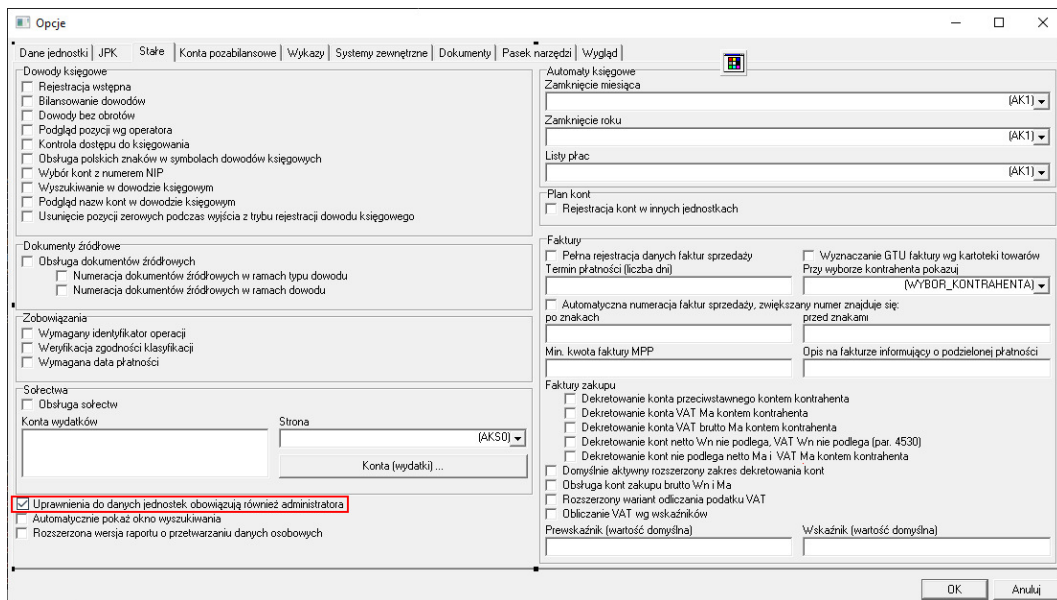 Opcje
Dane jednostki | JPK | Stałe | Konta pozabilansowe | Wykazy | Systemy zewnętrzne | Dokumenty | Pasek narzędzi | Wygląd
Dowody księgowe
Rejestracja wstępna
Bilansowanie dowodów
Dowody bez obrotów
Podgląd pozycji wg operatora
Kontrola dostępu do księgowania
Obsługa polskich znaków w symbolach dowodów księgowych
Wybór kont z numerem NIP
Wyszukiwanie w dowodzie księgowym
Podgląd nazw kont w dowodzie księgowym
Usunięcie pozycji zerowych podczas wyjścia z trybu rejestracji dowodu księgowego
Dokumenty źródłowe
Obsługa dokumentów źródłowych
Numeracja dokumentów źródłowych w ramach typu dowodu
Numeracja dokumentów źródłowych w ramach dowodu
Zobowiązania
Wymagany identyfikator operacji
Weryfikacja zgodności klasyfikacji
Wymagana data płatności
Sołectwa
Obsługa sołectw
Konta wydatków
Strona
(AKS0)
Konta (wydatki) ...
Uprawnienia do danych jednostek obowiązują również administratora
Automatycznie pokaż okno wyszukiwania
Rozszerzona wersja raportu o przetwarzaniu danych osobowych
Automaty księgowe
Zamknięcie miesiąca
(AK1)
Zamknięcie roku
(AK1)
Listy płac
(AK1)
Plan kont
Rejestracja kont w innych jednostkach
Faktury
Pełna rejestracja danych faktur sprzedaży
Wyznaczanie GTU faktury wg kartoteki towarów
Termin płatności (liczba dni)
Przy wyborze kontrahenta pokazuj
(WYBOR_KONTRAHENTA)
Automatyczna numeracja faktur sprzedaży, zwiększany numer znajduje się:
po znakach
przed znakami
Min. kwota faktury MPP
Opis na fakturze informujący o podzielonej płatności
Faktury zakupu
Dekretowanie konta przeciwstawnego kontem kontrahenta
Dekretowanie konta VAT Ma kontem kontrahenta
Dekretowanie konta VAT brutto Ma kontem kontrahenta
Dekretowanie kont netto Wn nie podlega, VAT Wn nie podlega (par. 4530)
Dekretowanie kont nie podlega netto Ma i VAT Ma kontem kontrahenta
Domyślnie aktywny rozszerzony zakres dekretowania kont
Obsługa kont zakupu brutto Wn i Ma
Rozszerzony wariant odliczania podatku VAT
Obliczanie VAT wg wskaźników
Prewskaźnik (wartość domyślna)
Wskaźnik (wartość domyślna)
OK
Anuluj